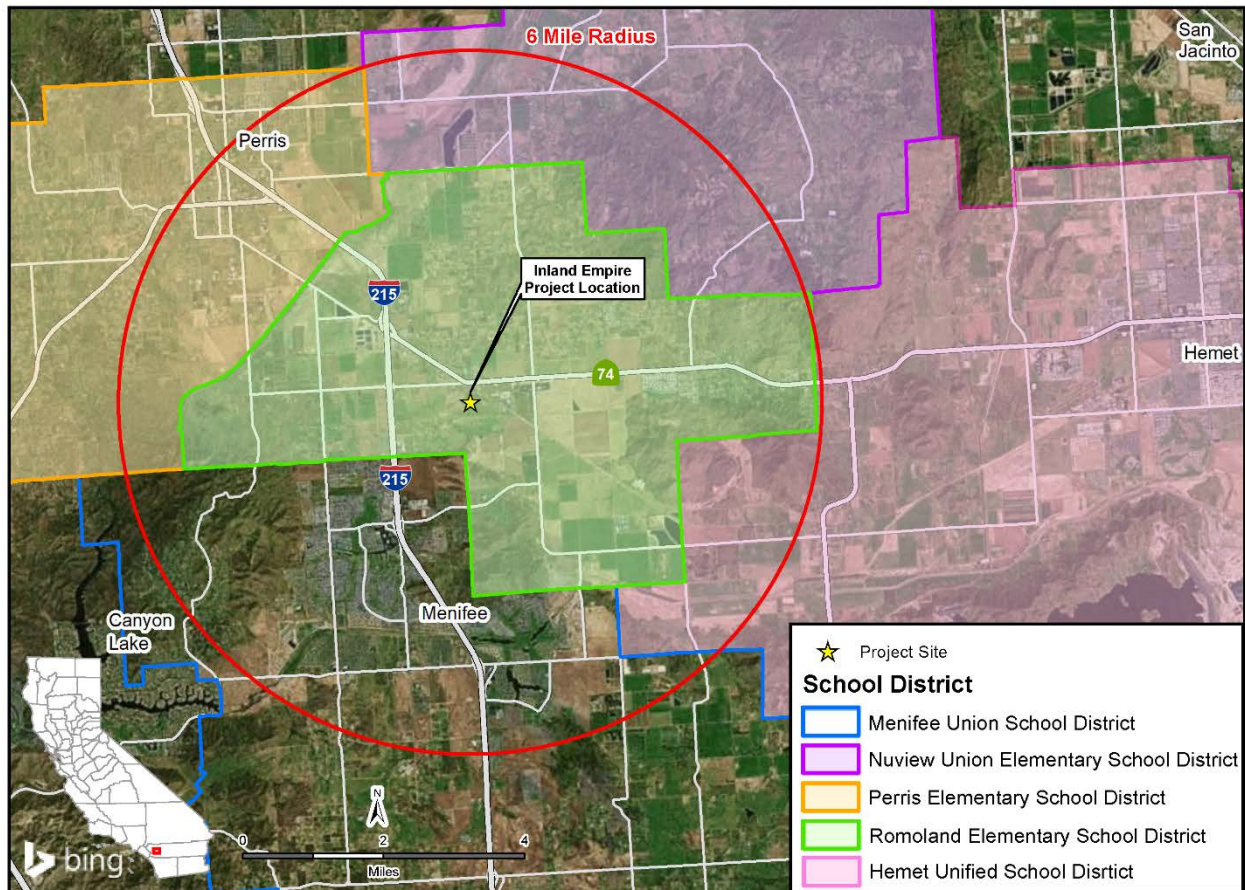 6 Mile Radius
San
Jacinto
Perris
Inland Empire
Project Location
215
74
Hemet
215
Canyon
Lake
Menifee
Project Site
School District
Menifee Union School District
Nuview Union Elementary School District
Perris Elementary School District
Romoland Elementary School District
Hemet Unified School Disrtict
N
0 2 4
Miles
bing